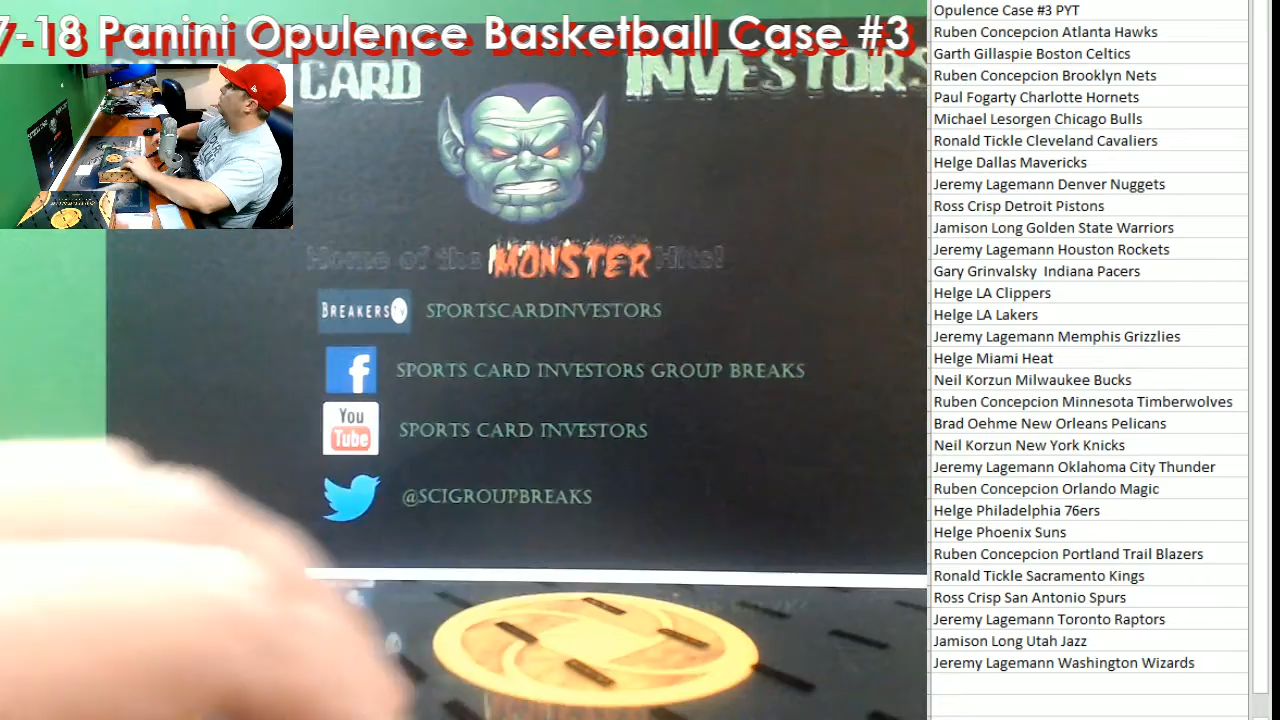 7-18 Panini Opulence Basketball Case #3
CARD INVESTORS
Home of the MONSTER Hits!
BREAKERS TV SPORTSCARDINVESTORS
f SPORTS CARD INVESTORS GROUP BREAKS
You Tube SPORTS CARD INVESTORS
@SCIGROUPBREAKS
Opulence Case #3 PYT
Ruben Concepcion Atlanta Hawks
Garth Gillaspie Boston Celtics
Ruben Concepcion Brooklyn Nets
Paul Fogarty Charlotte Hornets
Michael Lesorgen Chicago Bulls
Ronald Tickle Cleveland Cavaliers
Helge Dallas Mavericks
Jeremy Lagemann Denver Nuggets
Ross Crisp Detroit Pistons
Jamison Long Golden State Warriors
Jeremy Lagemann Houston Rockets
Gary Grinvalsky  Indiana Pacers
Helge LA Clippers
Helge LA Lakers
Jeremy Lagemann Memphis Grizzlies
Helge Miami Heat
Neil Korzun Milwaukee Bucks
Ruben Concepcion Minnesota Timberwolves
Brad Oehme New Orleans Pelicans
Neil Korzun New York Knicks
Jeremy Lagemann Oklahoma City Thunder
Ruben Concepcion Orlando Magic
Helge Philadelphia 76ers
Helge Phoenix Suns
Ruben Concepcion Portland Trail Blazers
Ronald Tickle Sacramento Kings
Ross Crisp San Antonio Spurs
Jeremy Lagemann Toronto Raptors
Jamison Long Utah Jazz
Jeremy Lagemann Washington Wizards